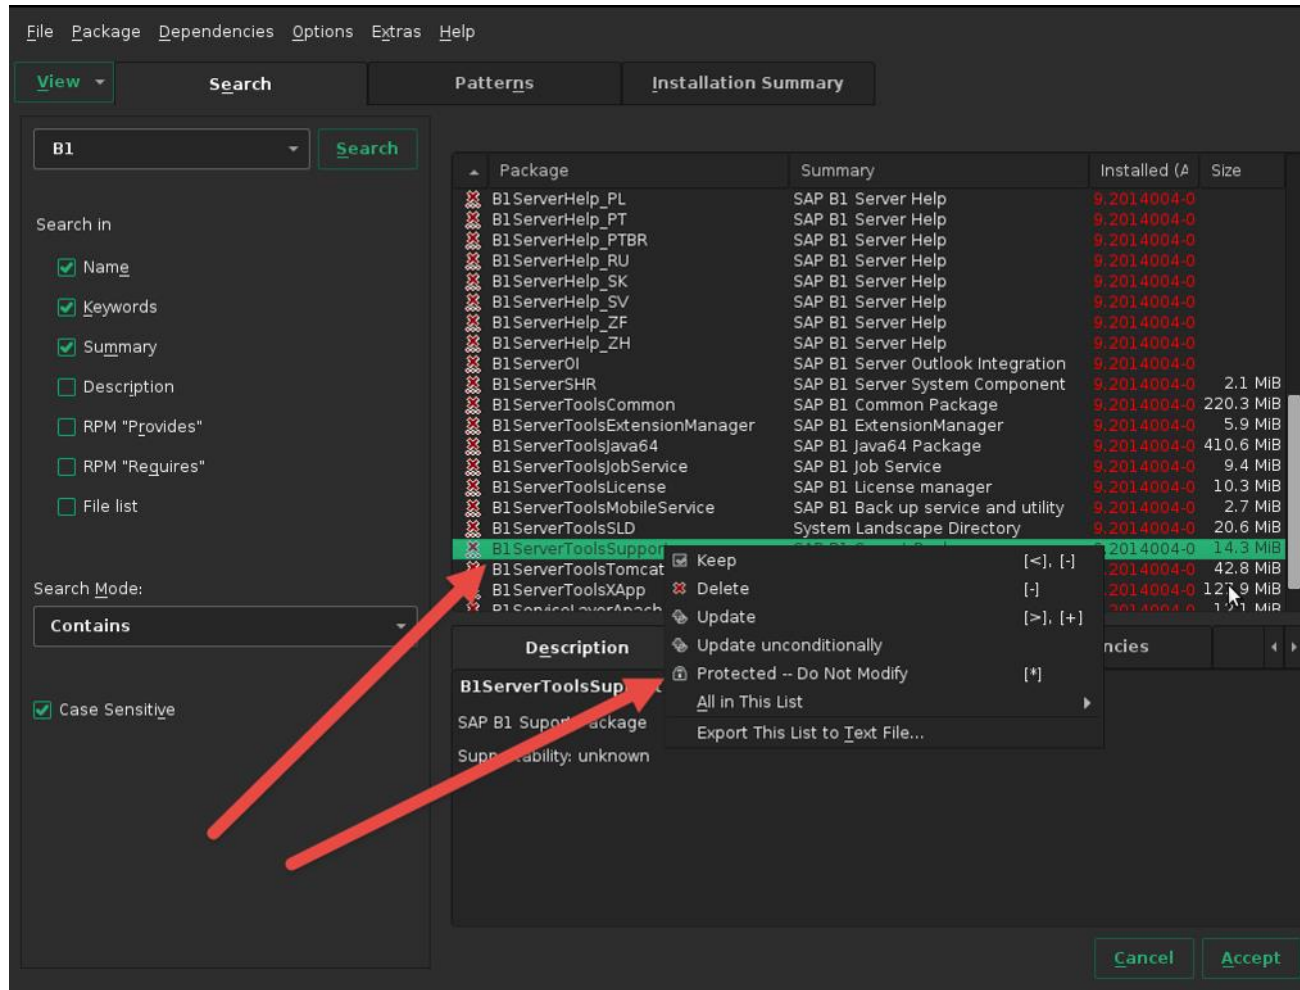 File Package Dependencies Options Extras Help
View Search Patterns Installation Summary
B1 Search
Search in
Name
Keywords
Summary
Description
RPM "Provides"
RPM "Requires"
File list
Search Mode:
Contains
Case Sensitive
Package Summary Installed (A Size
B1ServerHelp_PL SAP B1 Server Help 9.2014004-0
B1ServerHelp_PT SAP B1 Server Help 9.2014004-0
B1ServerHelp_PTBR SAP B1 Server Help 9.2014004-0
B1ServerHelp_RU SAP B1 Server Help 9.2014004-0
B1ServerHelp_SK SAP B1 Server Help 9.2014004-0
B1ServerHelp_SV SAP B1 Server Help 9.2014004-0
B1ServerHelp_ZF SAP B1 Server Help 9.2014004-0
B1ServerHelp_ZH SAP B1 Server Help 9.2014004-0
B1ServerOI SAP B1 Server Outlook Integration 9.2014004-0
B1ServerSHR SAP B1 Server System Component 9.2014004-0 2.1 MiB
B1ServerToolsCommon SAP B1 Common Package 9.2014004-0 220.3 MiB
B1ServerToolsExtensionManager SAP B1 ExtensionManager 9.2014004-0 5.9 MiB
B1ServerToolsJava64 SAP B1 Java64 Package 9.2014004-0 410.6 MiB
B1ServerToolsJobService SAP B1 Job Service 9.2014004-0 9.4 MiB
B1ServerToolsLicense SAP B1 License manager 9.2014004-0 10.3 MiB
B1ServerToolsMobileService SAP B1 Back up service and utility 9.2014004-0 2.7 MiB
B1ServerToolsSLD System Landscape Directory 9.2014004-0 20.6 MiB
B1ServerToolsSupport .2014004-0 14.3 MiB
B1ServerToolsTomcat .2014004-0 42.8 MiB
B1ServerToolsXApp .2014004-0 MiB
Keep [<], [-]
Delete [-]
Update [>], [+]
Update unconditionally
Protected -- Do Not Modify [*]
All in This List
Export This List to Text File...
Description ncies
SAP B1 Suport Package
Supportability: unknown
Cancel Accept